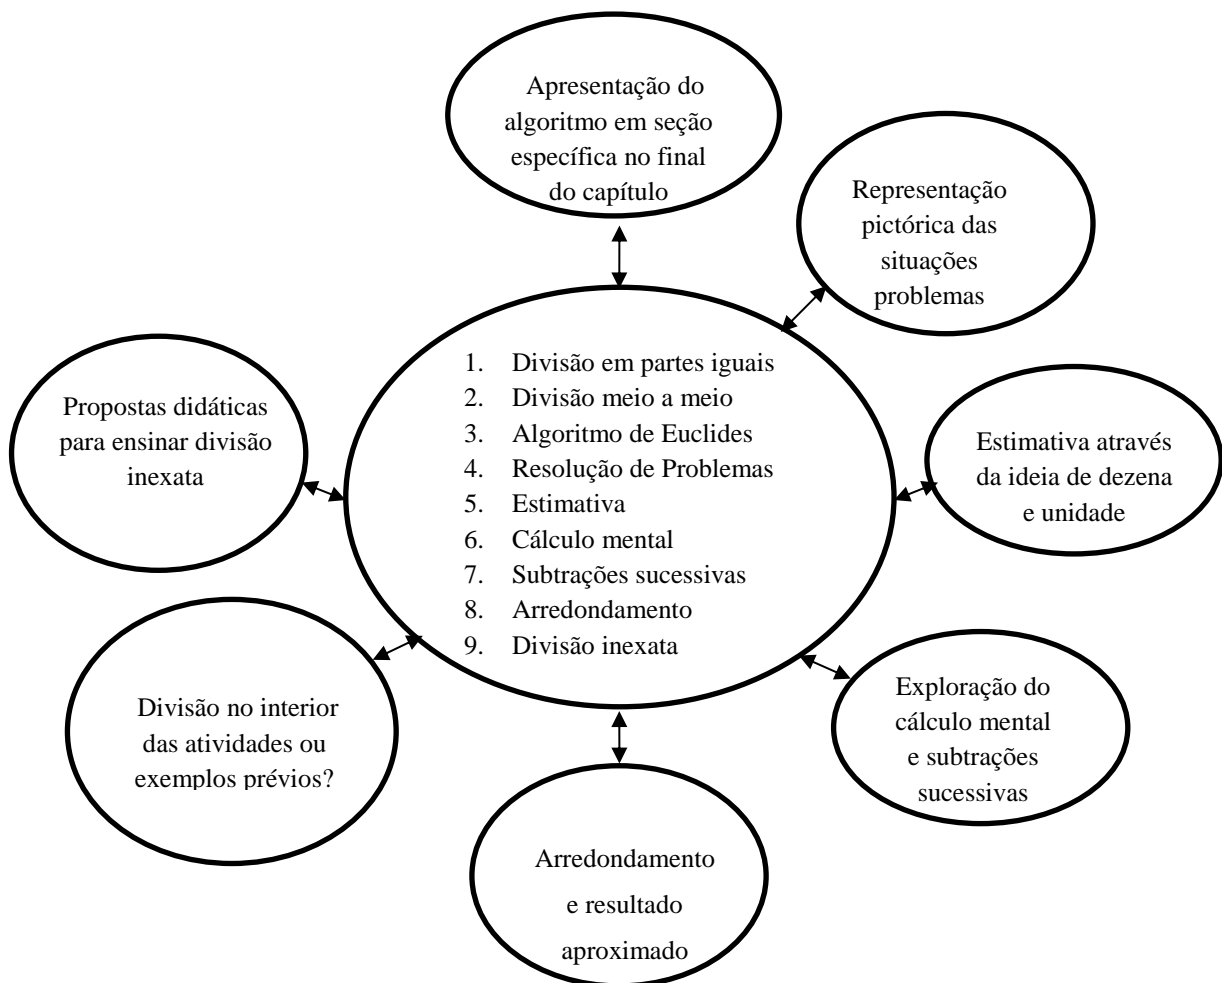 Apresentação do
algoritmo em seção
específica no final
do capítulo
Representação
pictórica das
situações
problemas
1. Divisão em partes iguais
2. Divisão meio a meio
3. Algoritmo de Euclides
4. Resolução de Problemas
5. Estimativa
6. Cálculo mental
7. Subtrações sucessivas
8. Arredondamento
9. Divisão inexata
Propostas didáticas
para ensinar divisão
inexata
Estimativa através
da ideia de dezena
e unidade
Divisão no interior
das atividades ou
exemplos prévios?
Exploração do
cálculo mental
e subtrações
sucessivas
Arredondamento
e resultado
aproximado